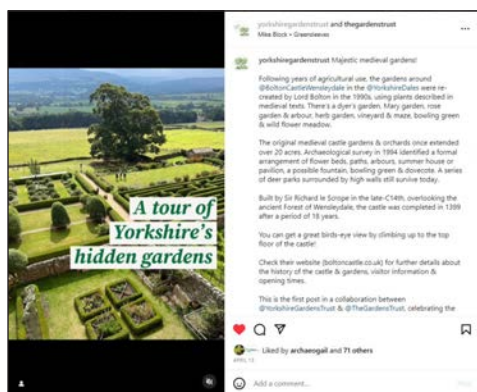 A tour of
Yorkshire's
hidden gardens
yorkshiregardenstrust and thegardenstrust
Mike Block • Greensleeves
yorkshiregardenstrust Majestic medieval gardens!
Following years of agricultural use, the gardens around
@BoltonCastleWensleydale in the @YorkshireDales were re-
created by Lord Bolton in the 1990s, using plants described in
medieval texts. There's a dyer's garden, Mary garden, rose
garden & arbour, herb garden, vineyard & maze, bowling green
& wild flower meadow.
The original medieval castle gardens & orchards once extended
over 20 acres. Archaeological survey in 1994 identified a formal
arrangement of flower beds, paths, arbours, summer house or
pavilion, a possible fountain, bowling green & dovecote. A series
of deer parks surrounded by high walls still survive today.
Built by Sir Richard le Scrope in the late-C14th, overlooking the
ancient Forest of Wensleydale, the castle was completed in 1399
after a period of 18 years.
You can get a great birds-eye view by climbing up to the top
floor of the castle!
Check their website (boltoncastle.co.uk) for further details about
the history of the castle & gardens, visitor information &
opening times.
This is the first post in a collaboration between
@YorkshireGardensTrust & @TheGardensTrust, celebrating the
Liked by archaeogail and 71 others
Add a comment...